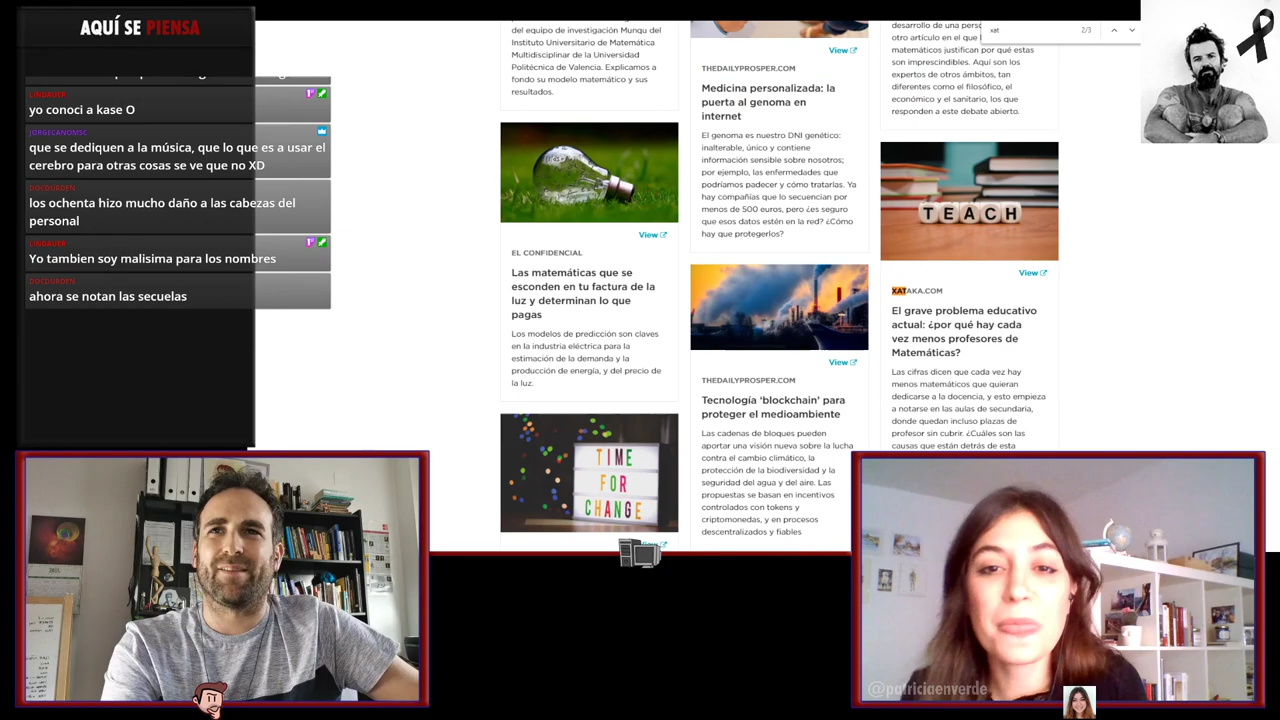 AQUÍ SE PIENSA
LINDAUER
yo conoci a kase O
JORGECANOMSC
que se dedique a la música, que lo que es a usar el
cerebro para otras cosas se ve que no XD
DOCDURDEN
los ochenta hizo mucho daño a las cabezas del
personal
LINDAUER
Yo tambien soy malisima para los nombres
DOCDURDEN
ahora se notan las secuelas
del equipo de investigación Munqu del
Instituto Universitario de Matemática
Multidisciplinar de la Universidad
Politécnica de Valencia. Explicamos a
fondo su modelo matemático y sus
resultados.
View
EL CONFIDENCIAL
Las matemáticas que se
esconden en tu factura de la
luz y determinan lo que
pagas
Los modelos de predicción son claves
en la industria eléctrica para la
estimación de la demanda y la
producción de energía, y del precio de
la luz.
TIME
FOR
CHANGE
View
View
THEDAILYPROSPER.COM
Medicina personalizada: la
puerta al genoma en
internet
El genoma es nuestro DNI genético:
inalterable, único y contiene
información sensible sobre nosotros;
por ejemplo, las enfermedades que
podríamos padecer y cómo tratarlas. Ya
hay compañías que lo secuencian por
menos de 500 euros, pero ¿es seguro
que esos datos estén en la red? ¿Cómo
hay que protegerlos?
View
THEDAILYPROSPER.COM
Tecnología ‘blockchain’ para
proteger el medioambiente
Las cadenas de bloques pueden
aportar una visión nueva sobre la lucha
contra el cambio climático, la
protección de la biodiversidad y la
seguridad del agua y del aire. Las
propuestas se basan en incentivos
controlados con tokens y
criptomonedas, y en procesos
descentralizados y fiables
xat 2/3
desarrollo de una
otro artículo en el que
matemáticos justifican por qué estas
son imprescindibles. Aquí son los
expertos de otros ámbitos, tan
diferentes como el filosófico, el
económico y el sanitario, los que
responden a este debate abierto.
TEACH
View
XATAKA.COM
El grave problema educativo
actual: ¿por qué hay cada
vez menos profesores de
Matemáticas?
Las cifras dicen que cada vez hay
menos matemáticos que quieran
dedicarse a la docencia, y esto empieza
a notarse en las aulas de secundaria,
donde quedan incluso plazas de
profesor sin cubrir. ¿Cuáles son las
causas que están detrás de esta
@patriciaenverde